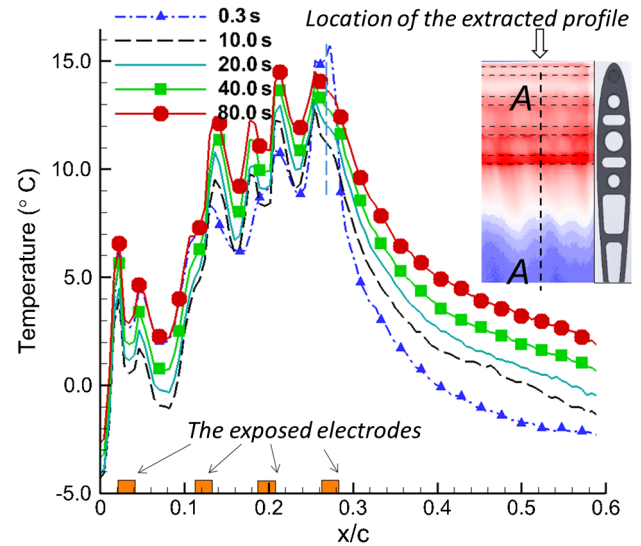 Location of the extracted profile
0.3 s
10.0 s
20.0 s
40.0 s
80.0 s
A
A
15.0
10.0
5.0
0.0
-5.0
Temperature (° C)
The exposed electrodes
0
0.1
0.2
0.3
0.4
0.5
0.6
x/c